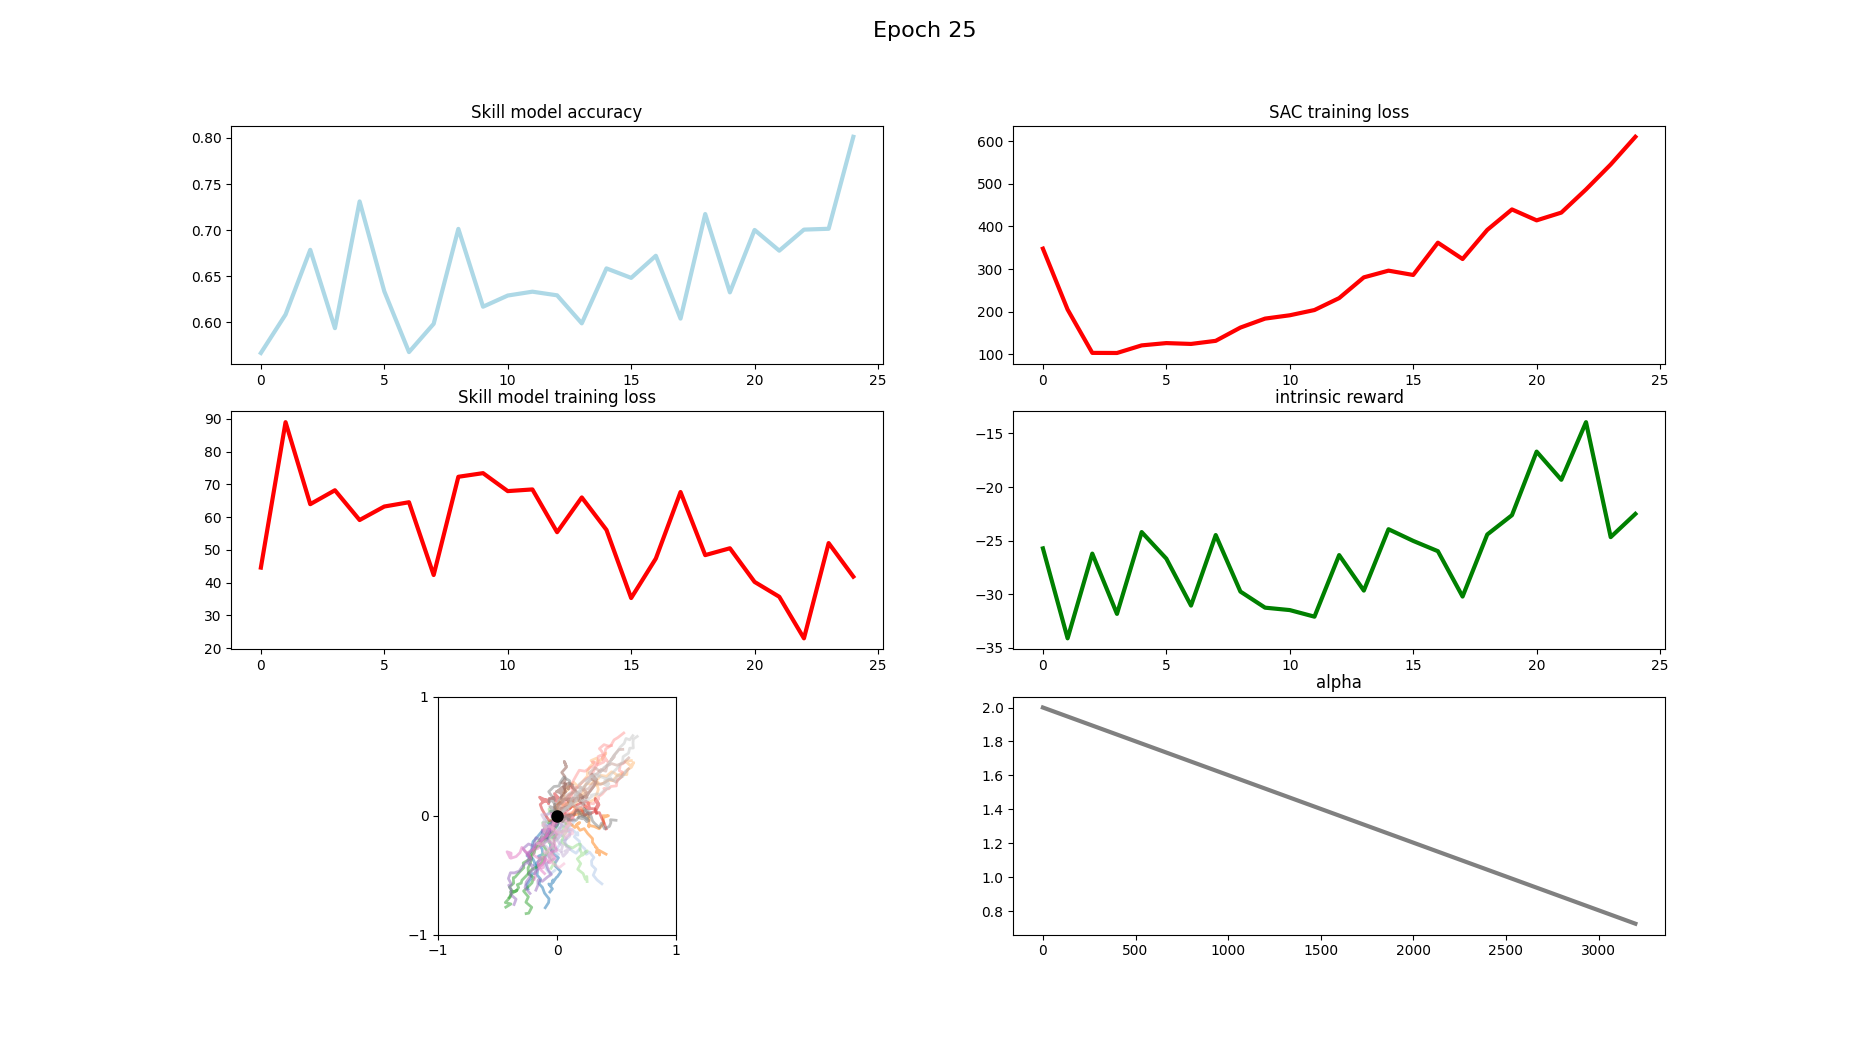 Epoch 25
Skill model accuracy
0.80
0.75
0.70
0.65
0.60
0 5 10 15 20 25
SAC training loss
600
500
400
300
200
100
0 5 10 15 20 25
Skill model training loss
90
80
70
60
50
40
30
20
0 5 10 15 20 25
intrinsic reward
−15
−20
−25
−30
−35
0 5 10 15 20 25
1
0
−1
−1 0 1
alpha
2.0
1.8
1.6
1.4
1.2
1.0
0.8
0 500 1000 1500 2000 2500 3000